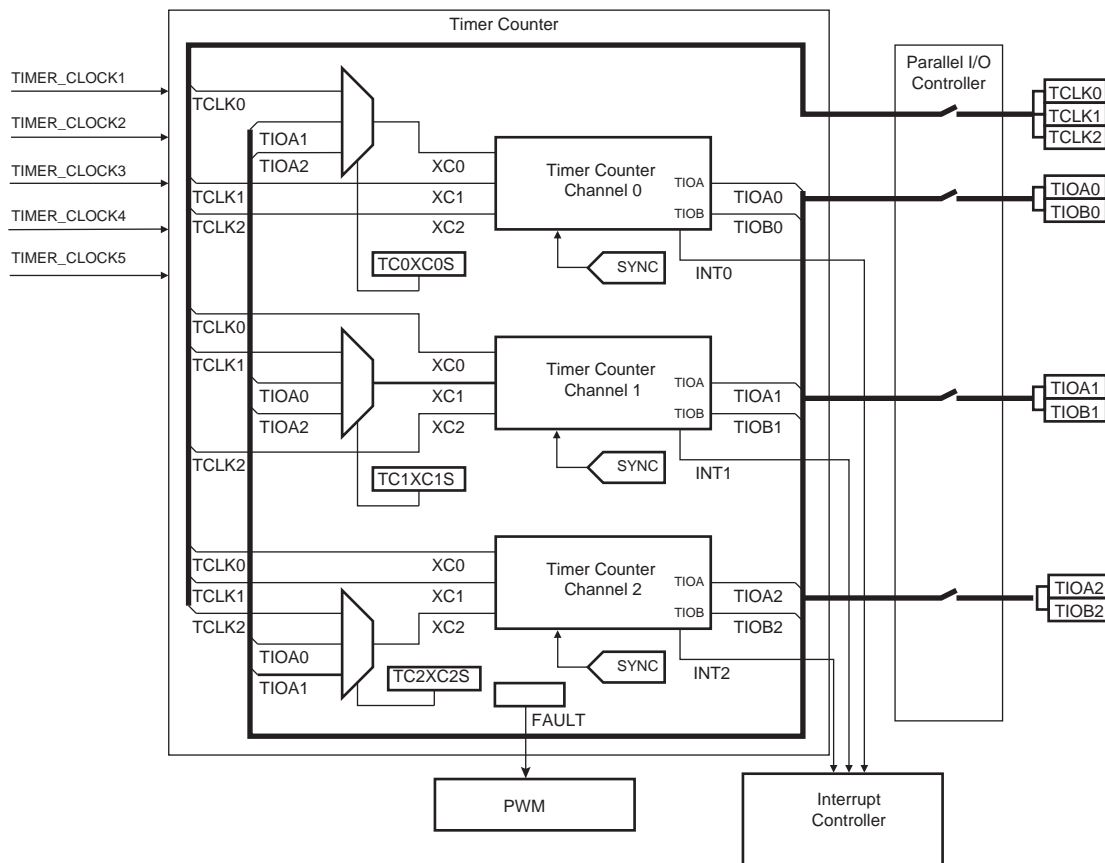 Timer Counter
TIMER_CLOCK1
TIMER_CLOCK2
TIMER_CLOCK3
TIMER_CLOCK4
TIMER_CLOCK5
TCLK0
TIOA1
TIOA2
TCLK1
TCLK2
XC0
XC1
XC2
TC0XC0S
Timer Counter
Channel 0
TIOA
TIOB
TIOA0
TIOB0
SYNC
INT0
TCLK0
TCLK1
TIOA0
TIOA2
TCLK2
XC0
XC1
XC2
TC1XC1S
Timer Counter
Channel 1
TIOA
TIOB
TIOA1
TIOB1
SYNC
INT1
TCLK0
TCLK1
TCLK2
TIOA0
TIOA1
XC0
XC1
XC2
TC2XC2S
Timer Counter
Channel 2
TIOA
TIOB
TIOA2
TIOB2
SYNC
INT2
FAULT
PWM
Parallel I/O
Controller
TCLK0
TCLK1
TCLK2
TIOA0
TIOB0
TIOA1
TIOB1
TIOA2
TIOB2
Interrupt
Controller